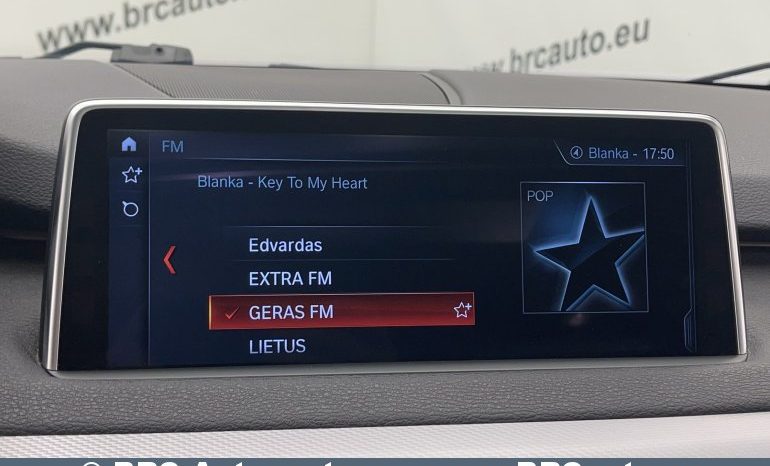 www.brcauto.eu
www.brcauto.eu
FM
Blanka - 17:50
Blanka - Key To My Heart
POP
Edvardas
EXTRA FM
GERAS FM
LIETUS